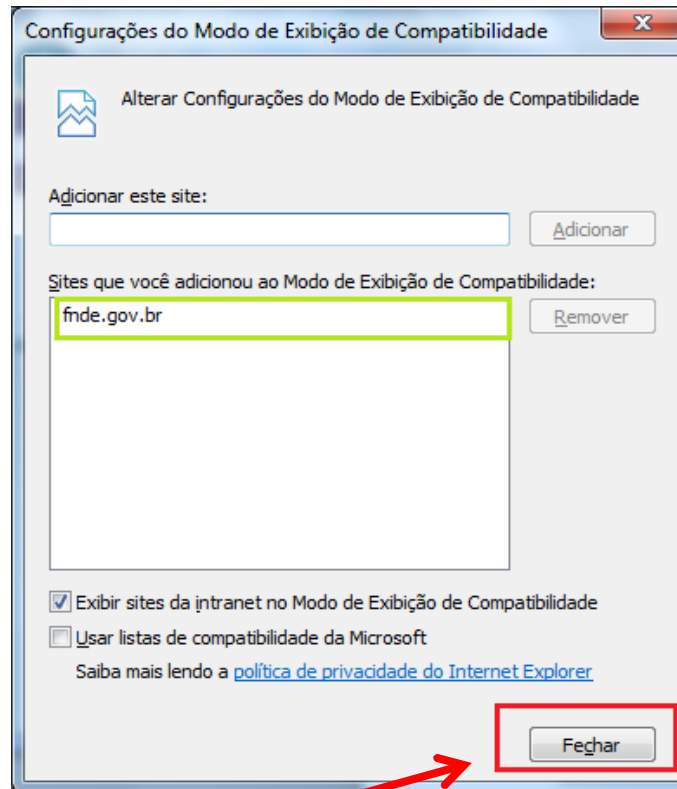 Configurações do Modo de Exibição de Compatibilidade
Alterar Configurações do Modo de Exibição de Compatibilidade
Adicionar este site:
Adicionar
Sites que você adicionou ao Modo de Exibição de Compatibilidade:
fnde.gov.br
Remover
Exibir sites da intranet no Modo de Exibição de Compatibilidade
Usar listas de compatibilidade da Microsoft
Saiba mais lendo a política de privacidade do Internet Explorer
Fechar